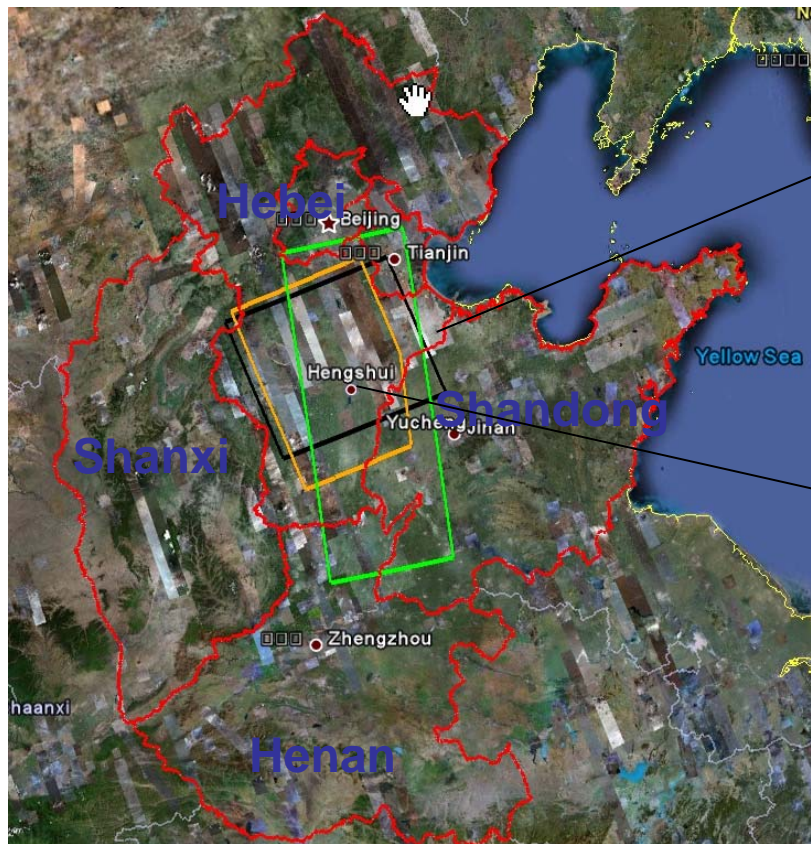 Hebei
Beijing
Tianjin
Yellow Sea
Hengshui
Shandong
Yucheng
Jinan
Shanxi
Zhengzhou
haanxi
Henan